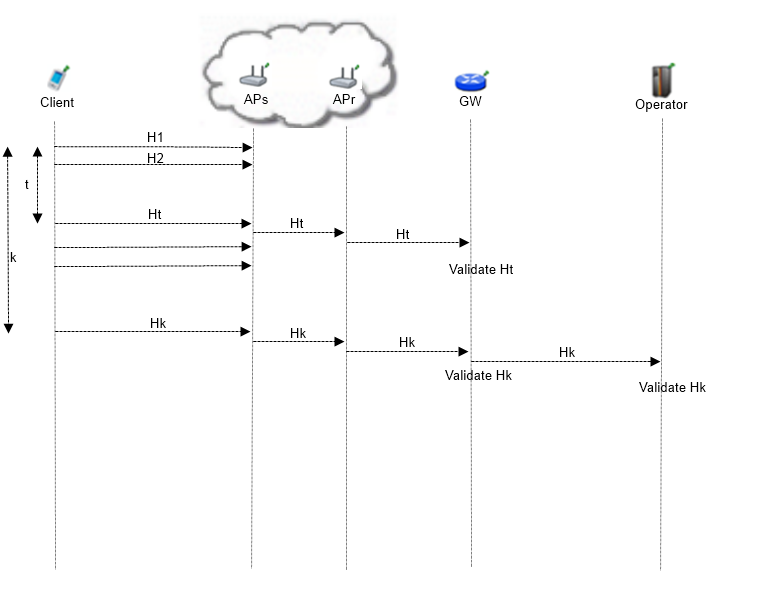 Client
APs
APr
GW
Operator
H1
H2
t
Ht
Ht
Ht
k
Validate Ht
Hk
Hk
Hk
Hk
Validate Hk
Validate Hk